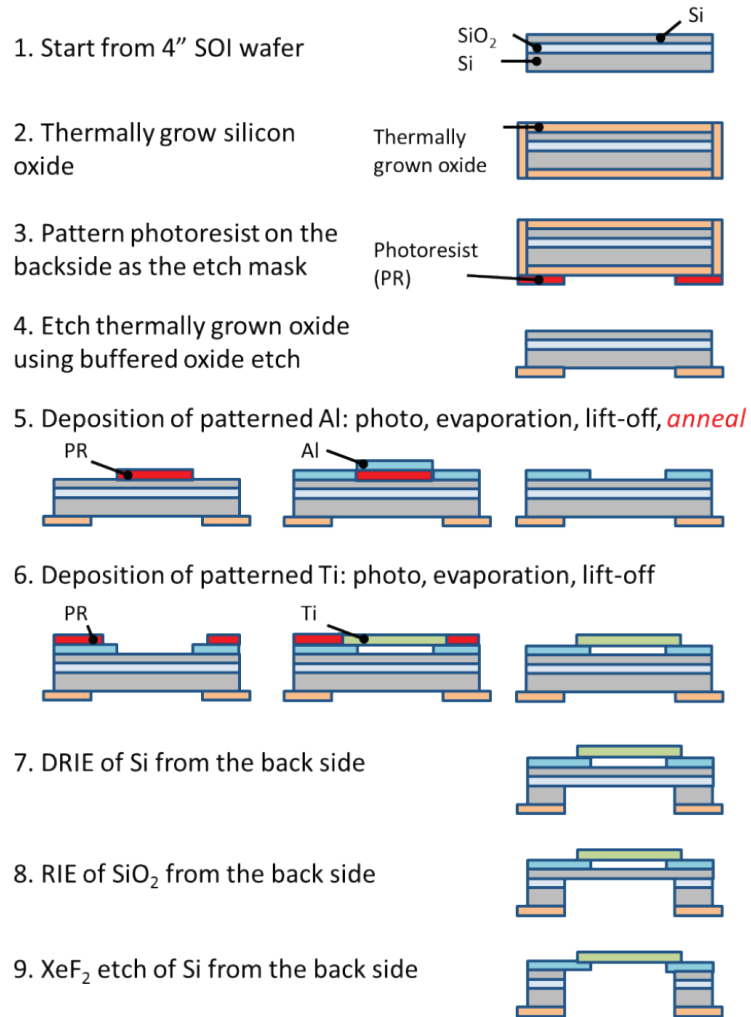 Si
1. Start from 4” SOI wafer
SiO2
Si
2. Thermally grow silicon
oxide
Thermally
grown oxide
3. Pattern photoresist on the
backside as the etch mask
Photoresist
(PR)
4. Etch thermally grown oxide
using buffered oxide etch
5. Deposition of patterned Al: photo, evaporation, lift-off, anneal
PR
Al
6. Deposition of patterned Ti: photo, evaporation, lift-off
PR
Ti
7. DRIE of Si from the back side
8. RIE of SiO2 from the back side
9. XeF2 etch of Si from the back side